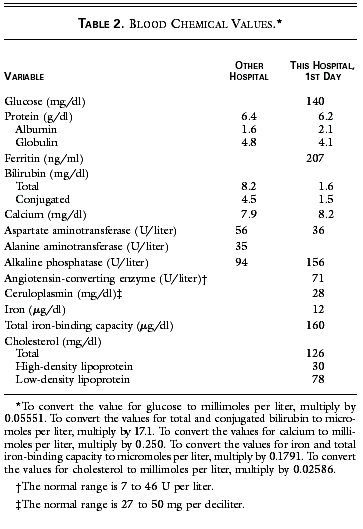 TABLE 2. BLOOD CHEMICAL VALUES.*
VARIABLE OTHER HOSPITAL THIS HOSPITAL, 1ST DAY
Glucose (mg/dl) 140
Protein (g/dl) 6.4 6.2
Albumin 1.6 2.1
Globulin 4.8 4.1
Ferritin (ng/ml) 207
Bilirubin (mg/dl)
Total 8.2 1.6
Conjugated 4.5 1.5
Calcium (mg/dl) 7.9 8.2
Aspartate aminotransferase (U/liter) 56 36
Alanine aminotransferase (U/liter) 35
Alkaline phosphatase (U/liter) 94 156
Angiotensin-converting enzyme (U/liter)† 71
Ceruloplasmin (mg/dl)‡ 28
Iron (μg/dl) 12
Total iron-binding capacity (μg/dl) 160
Cholesterol (mg/dl)
Total 126
High-density lipoprotein 30
Low-density lipoprotein 78
*To convert the value for glucose to millimoles per liter, multiply by
0.05551. To convert the values for total and conjugated bilirubin to micro-
moles per liter, multiply by 17.1. To convert the values for calcium to milli-
moles per liter, multiply by 0.250. To convert the values for iron and total
iron-binding capacity to micromoles per liter, multiply by 0.1791. To convert
the values for cholesterol to millimoles per liter, multiply by 0.02586.
†The normal range is 7 to 46 U per liter.
‡The normal range is 27 to 50 mg per deciliter.